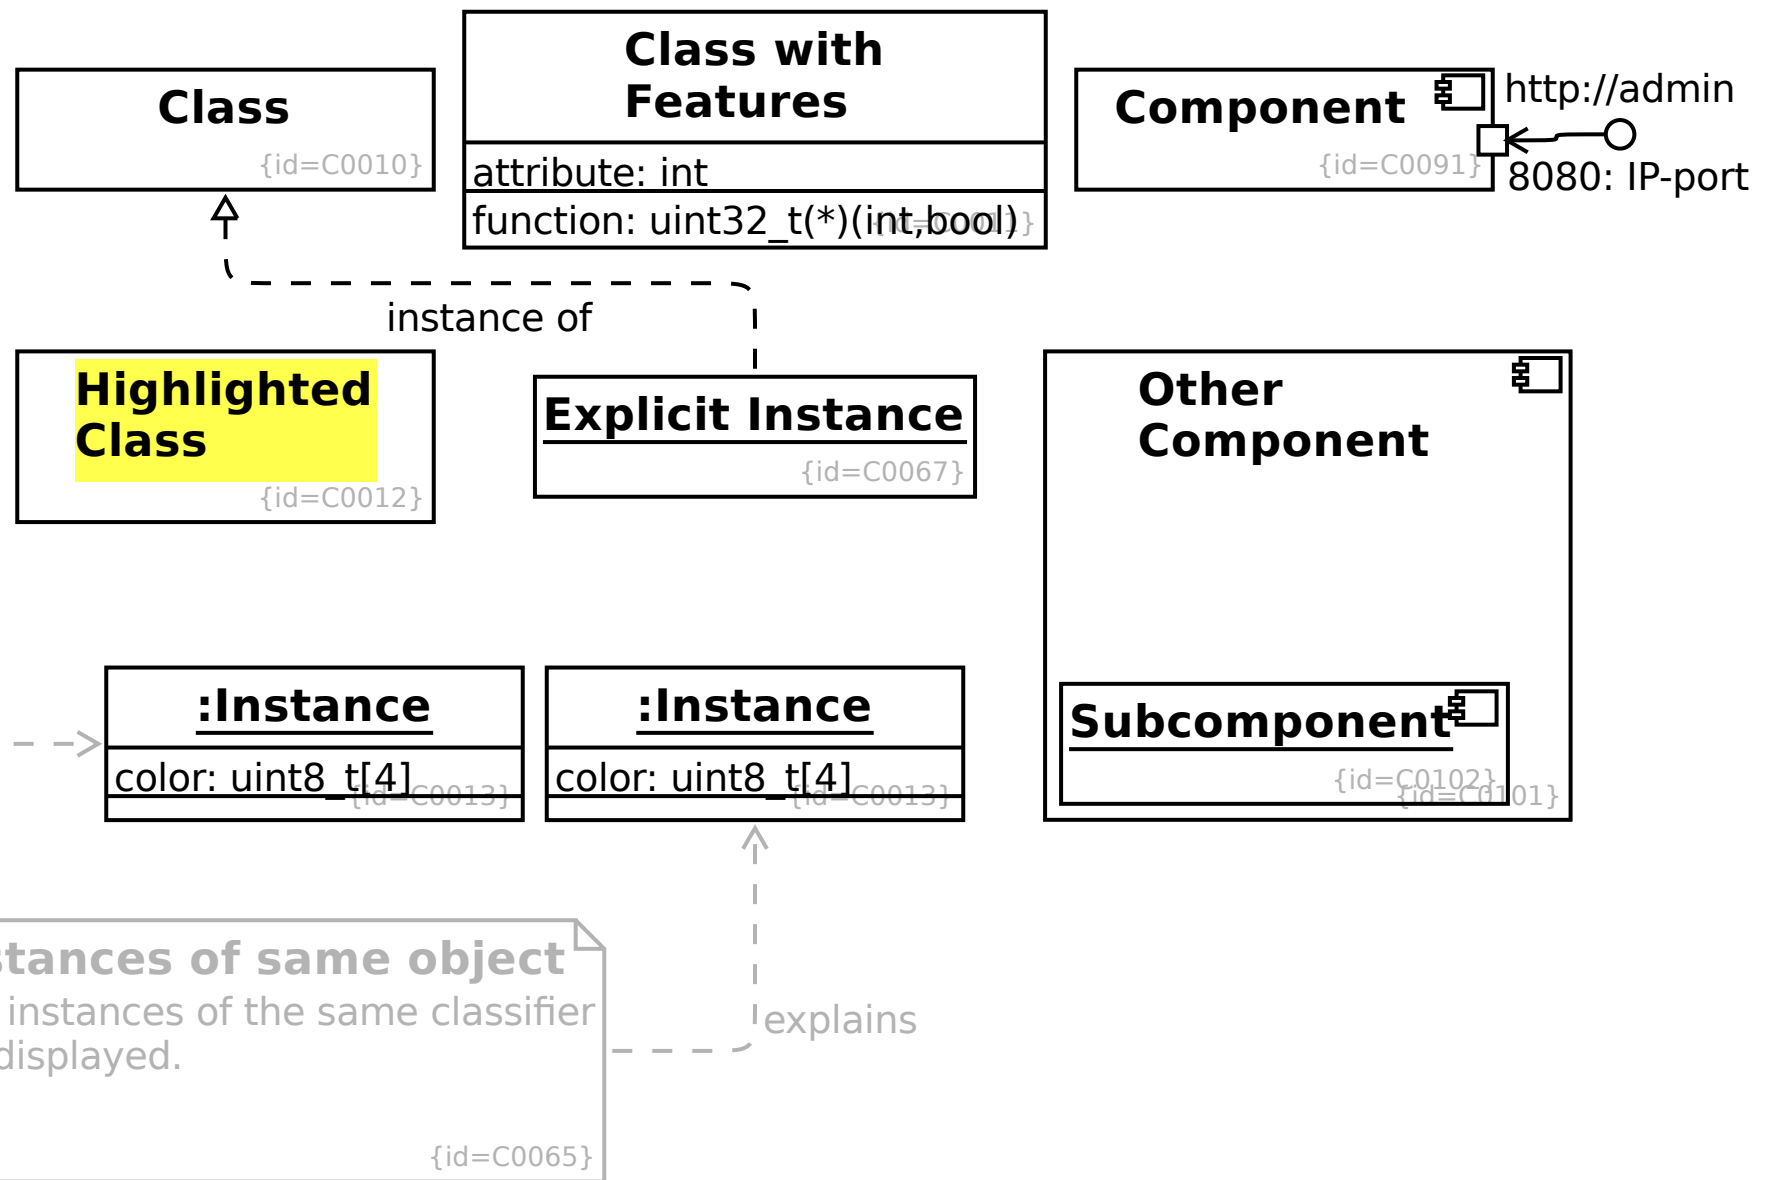 Class
{id=C0010}
Class with
Features
attribute: int
function: uint32_t(*)(int,bool)
Component
{id=C0091}
http://admin
8080: IP-port
instance of
Highlighted
Class
{id=C0012}
Explicit Instance
{id=C0067}
Other
Component
:Instance
color: uint8_t[4]
{id=C0013}
:Instance
color: uint8_t[4]
{id=C0013}
Subcomponent
{id=C0102}
{id=C0101}
stances of same object
instances of the same classifier
displayed.
{id=C0065}
explains